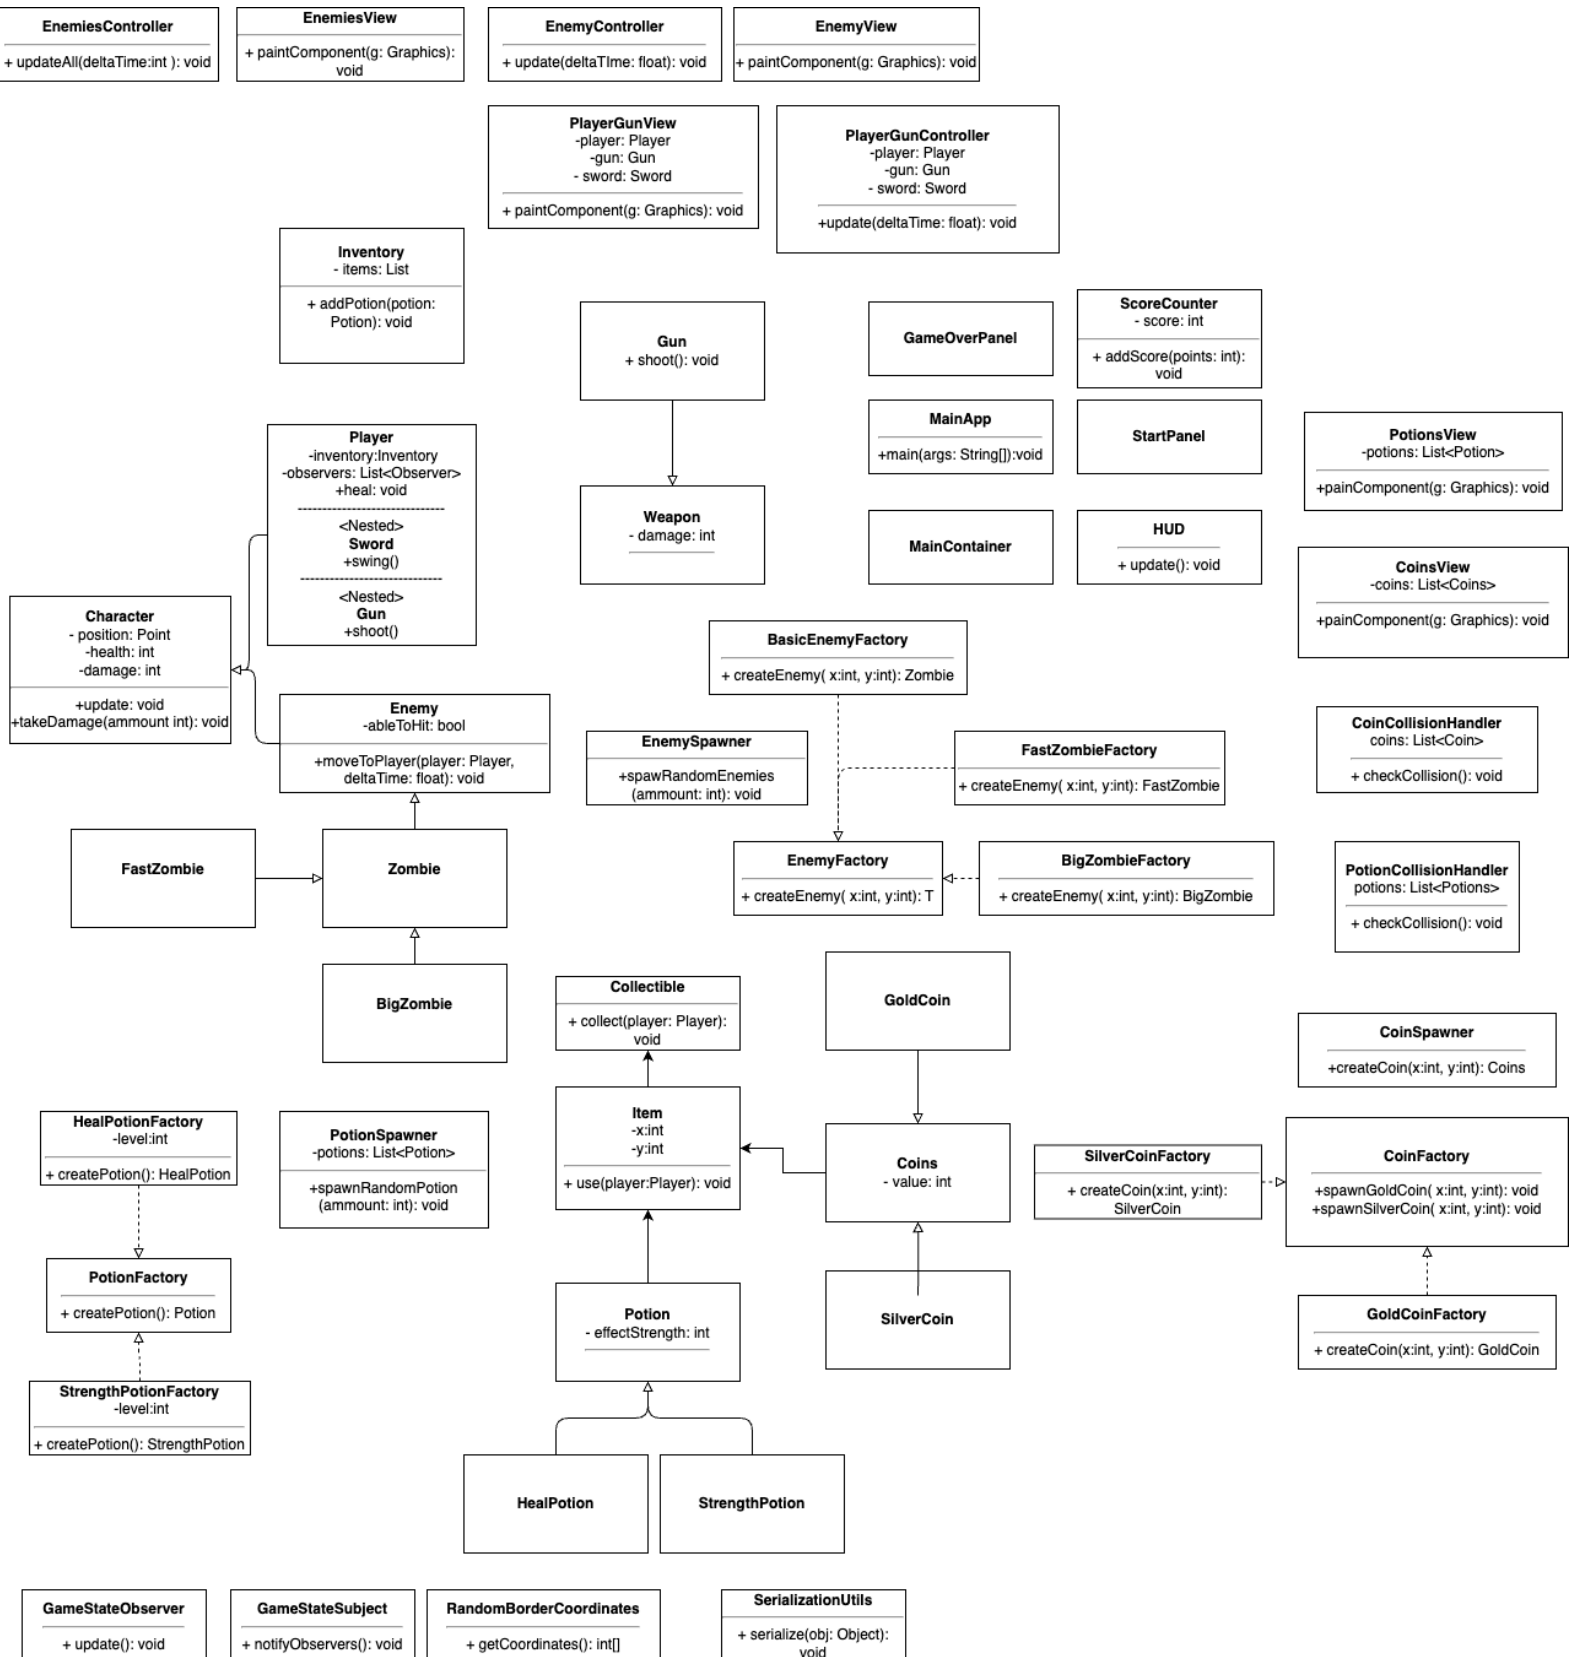 EnemiesController
+ updateAll(deltaTime:int ): void
EnemiesView
+ paintComponent(g: Graphics):
void
EnemyController
+ update(deltaTIme: float): void
EnemyView
+ paintComponent(g: Graphics): void
PlayerGunView
-player: Player
-gun: Gun
- sword: Sword
+ paintComponent(g: Graphics): void
PlayerGunController
-player: Player
-gun: Gun
- sword: Sword
+update(deltaTime: float): void
Inventory
- items: List
+ addPotion(potion:
Potion): void
Gun
+ shoot(): void
GameOverPanel
ScoreCounter
- score: int
+ addScore(points: int):
void
MainApp
+main(args: String[]):void
StartPanel
PotionsView
-potions: List<Potion>
+painComponent(g: Graphics): void
Player
-inventory:Inventory
-observers: List<Observer>
+heal: void
------------------------------
<Nested>
Sword
+swing()
-----------------------------
<Nested>
Gun
+shoot()
Weapon
- damage: int
MainContainer
HUD
+ update(): void
CoinsView
-coins: List<Coins>
+painComponent(g: Graphics): void
Character
- position: Point
-health: int
-damage: int
+update: void
+takeDamage(ammount int): void
BasicEnemyFactory
+ createEnemy( x:int, y:int): Zombie
Enemy
-ableToHit: bool
+moveToPlayer(player: Player,
deltaTime: float): void
EnemySpawner
+spawRandomEnemies
(ammount: int): void
FastZombieFactory
+ createEnemy( x:int, y:int): FastZombie
CoinCollisionHandler
coins: List<Coin>
+ checkCollision(): void
FastZombie
Zombie
EnemyFactory
+ createEnemy( x:int, y:int): T
BigZombieFactory
+ createEnemy( x:int, y:int): BigZombie
PotionCollisionHandler
potions: List<Potions>
+ checkCollision(): void
BigZombie
Collectible
+ collect(player: Player):
void
GoldCoin
CoinSpawner
+createCoin(x:int, y:int): Coins
HealPotionFactory
-level:int
+ createPotion(): HealPotion
PotionSpawner
-potions: List<Potion>
+spawnRandomPotion
(ammount: int): void
Item
-x:int
-y:int
+ use(player:Player): void
Coins
- value: int
SilverCoinFactory
+ createCoin(x:int, y:int):
SilverCoin
CoinFactory
+spawnGoldCoin( x:int, y:int): void
+spawnSilverCoin( x:int, y:int): void
PotionFactory
+ createPotion(): Potion
Potion
- effectStrength: int
SilverCoin
GoldCoinFactory
+ createCoin(x:int, y:int): GoldCoin
StrengthPotionFactory
-level:int
+ createPotion(): StrengthPotion
HealPotion
StrengthPotion
GameStateObserver
+ update(): void
GameStateSubject
+ notifyObservers(): void
RandomBorderCoordinates
+ getCoordinates(): int[]
SerializationUtils
+ serialize(obj: Object):
void